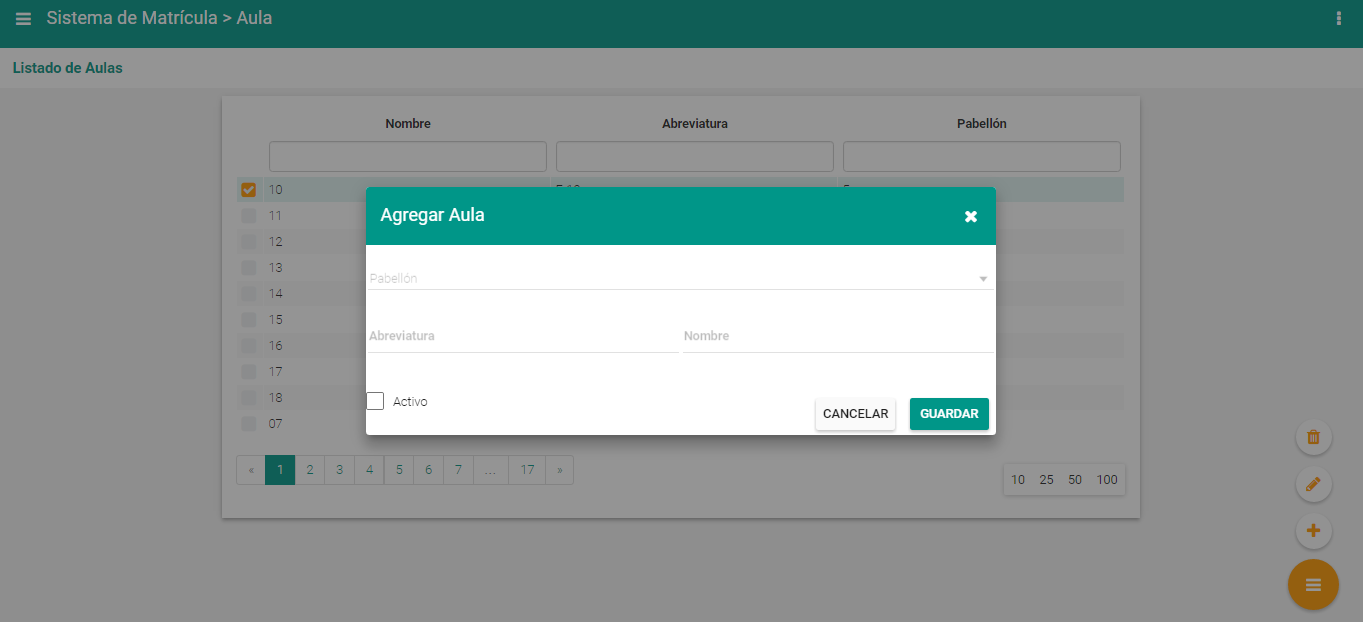 Sistema de Matrícula > Aula
Listado de Aulas
Nombre Abreviatura Pabellón
10
11
12
13
14
15
16
17
18
07
Agregar Aula
Pabellón
Abreviatura Nombre
Activo
CANCELAR GUARDAR
« 1 2 3 4 5 6 7 ... 17 »
10 25 50 100